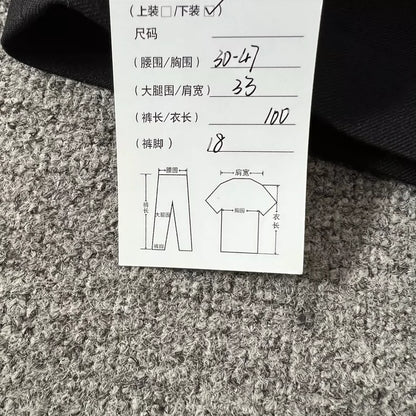 (上装□/下装☑)
尺码
(腰围/胸围) 30-47
(大腿围/肩宽) 33
(裤长/衣长) 100
(裤脚) 18
腰围
肩宽
裤长
大腿围
胸围
衣长
裤脚